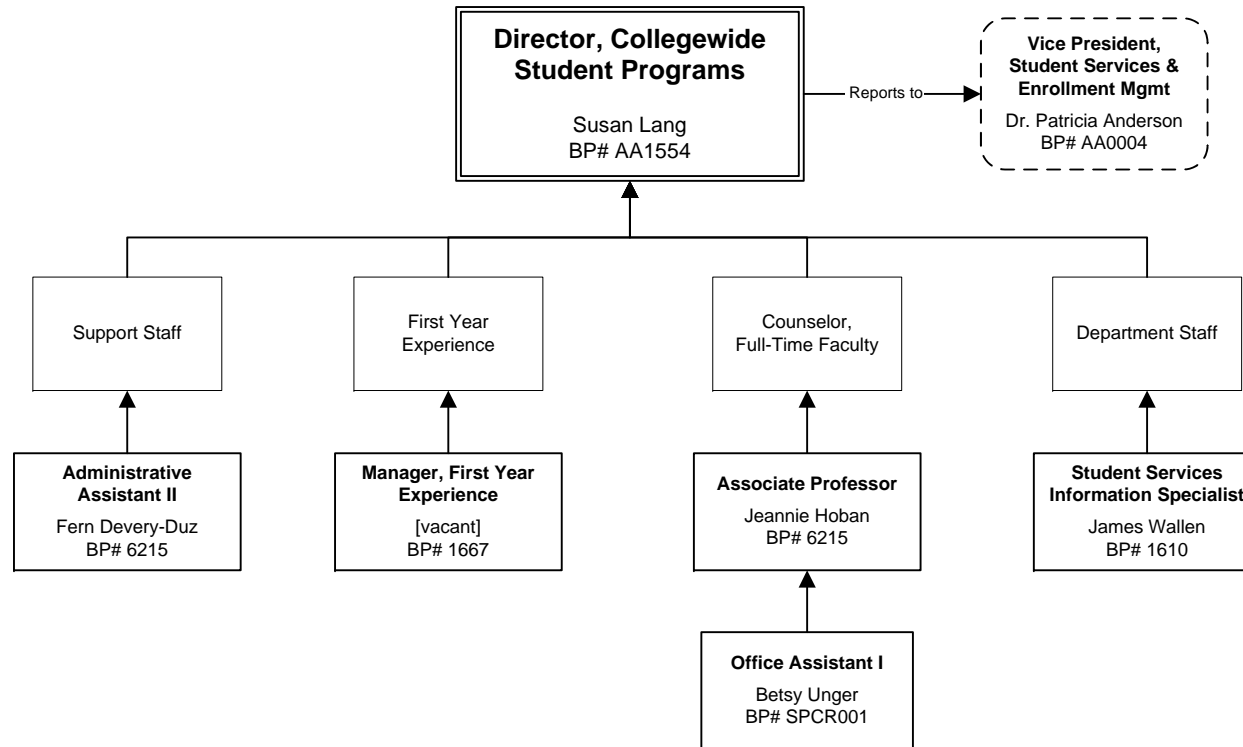 Director, Collegewide
Student Programs
Susan Lang
BP# AA1554
Reports to
Vice President,
Student Services &
Enrollment Mgmt
Dr. Patricia Anderson
BP# AA0004
Support Staff
First Year
Experience
Counselor,
Full-Time Faculty
Department Staff
Administrative
Assistant II
Fern Devery-Duz
BP# 6215
Manager, First Year
Experience
[vacant]
BP# 1667
Associate Professor
Jeannie Hoban
BP# 6215
Student Services
Information Specialist
James Wallen
BP# 1610
Office Assistant I
Betsy Unger
BP# SPCR001